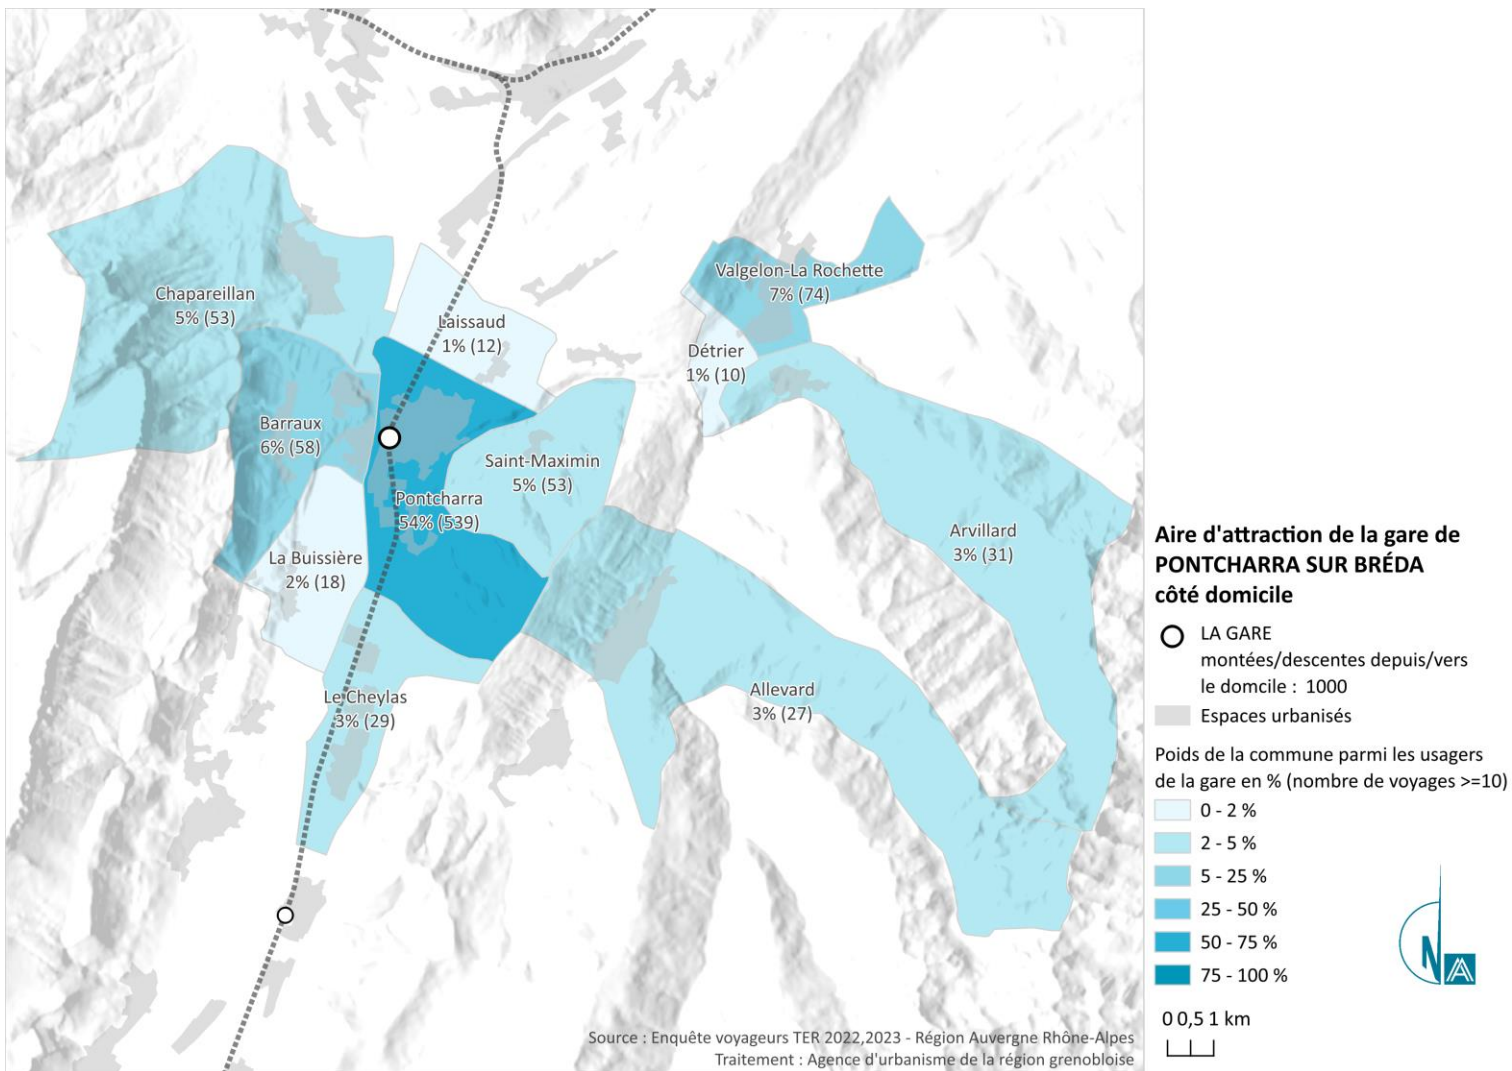 Chapareillan
5% (53)
Laissaud
1% (12)
Valgelon-La Rochette
7% (74)
Détrier
1% (10)
Barraux
6% (58)
Saint-Maximin
5% (53)
Pontcharra
54% (539)
La Buissière
2% (18)
Arvillard
3% (31)
Le Cheylas
3% (29)
Allevard
3% (27)
Source : Enquête voyageurs TER 2022,2023 - Région Auvergne Rhône-Alpes
Traitement : Agence d'urbanisme de la région grenobloise
Aire d'attraction de la gare de
PONTCHARRA SUR BRÉDA
côté domicile
LA GARE
montées/descentes depuis/vers
le domcile : 1000
Espaces urbanisés
Poids de la commune parmi les usagers
de la gare en % (nombre de voyages >=10)
0 - 2 %
2 - 5 %
5 - 25 %
25 - 50 %
50 - 75 %
75 - 100 %
N
0 0,5 1 km